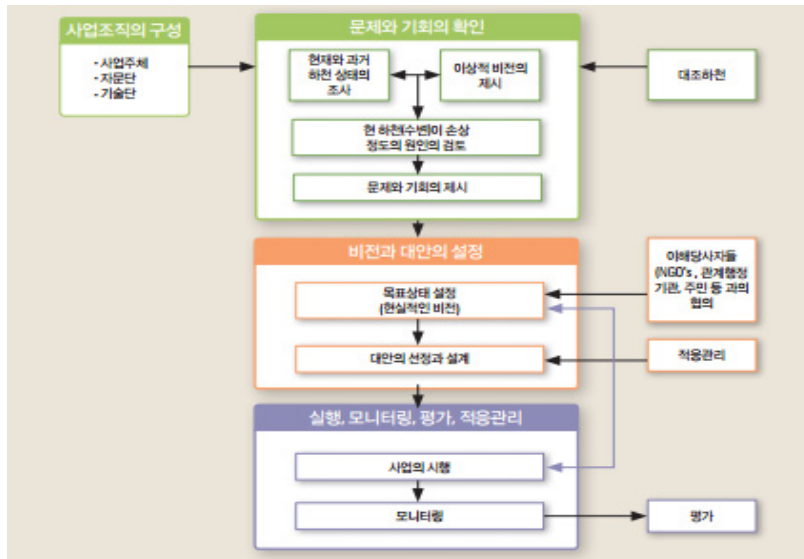 사업조직의 구성
- 사업주체
- 자문단
- 기술단
문제와 기회의 확인
현재와 과거
하천 상태의
조사
이상적 비전의
제시
대조하천
현 하천(수변)이 손상
정도의 원인의 검토
문제와 기회의 제시
비전과 대안의 설정
목표상태 설정
(현실적인 비전)
이해당사자들
(NGO's, 관계행정
기관, 주민 등 과의
협의
대안의 선정과 설계
적응관리
실행, 모니터링, 평가, 적응관리
사업의 시행
모니터링
평가